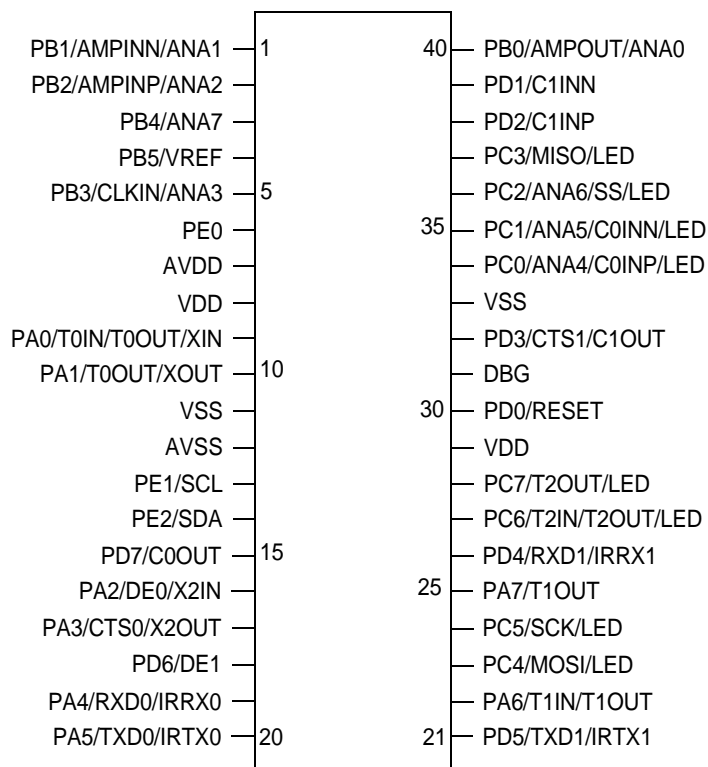 PB1/AMPINN/ANA1 1 40 PB0/AMPOUT/ANA0
PB2/AMPINP/ANA2 PD1/C1INN
PB4/ANA7 PD2/C1INP
PB5/VREF PC3/MISO/LED
PB3/CLKIN/ANA3 5 PC2/ANA6/SS/LED
PE0 35 PC1/ANA5/C0INN/LED
AVDD PC0/ANA4/C0INP/LED
VDD VSS
PA0/T0IN/T0OUT/XIN PD3/CTS1/C1OUT
PA1/T0OUT/XOUT 10 DBG
VSS 30 PD0/RESET
AVSS VDD
PE1/SCL PC7/T2OUT/LED
PE2/SDA PC6/T2IN/T2OUT/LED
PD7/C0OUT 15 PD4/RXD1/IRRX1
PA2/DE0/X2IN 25 PA7/T1OUT
PA3/CTS0/X2OUT PC5/SCK/LED
PD6/DE1 PC4/MOSI/LED
PA4/RXD0/IRRX0 PA6/T1IN/T1OUT
PA5/TXD0/IRTX0 20 21 PD5/TXD1/IRTX1